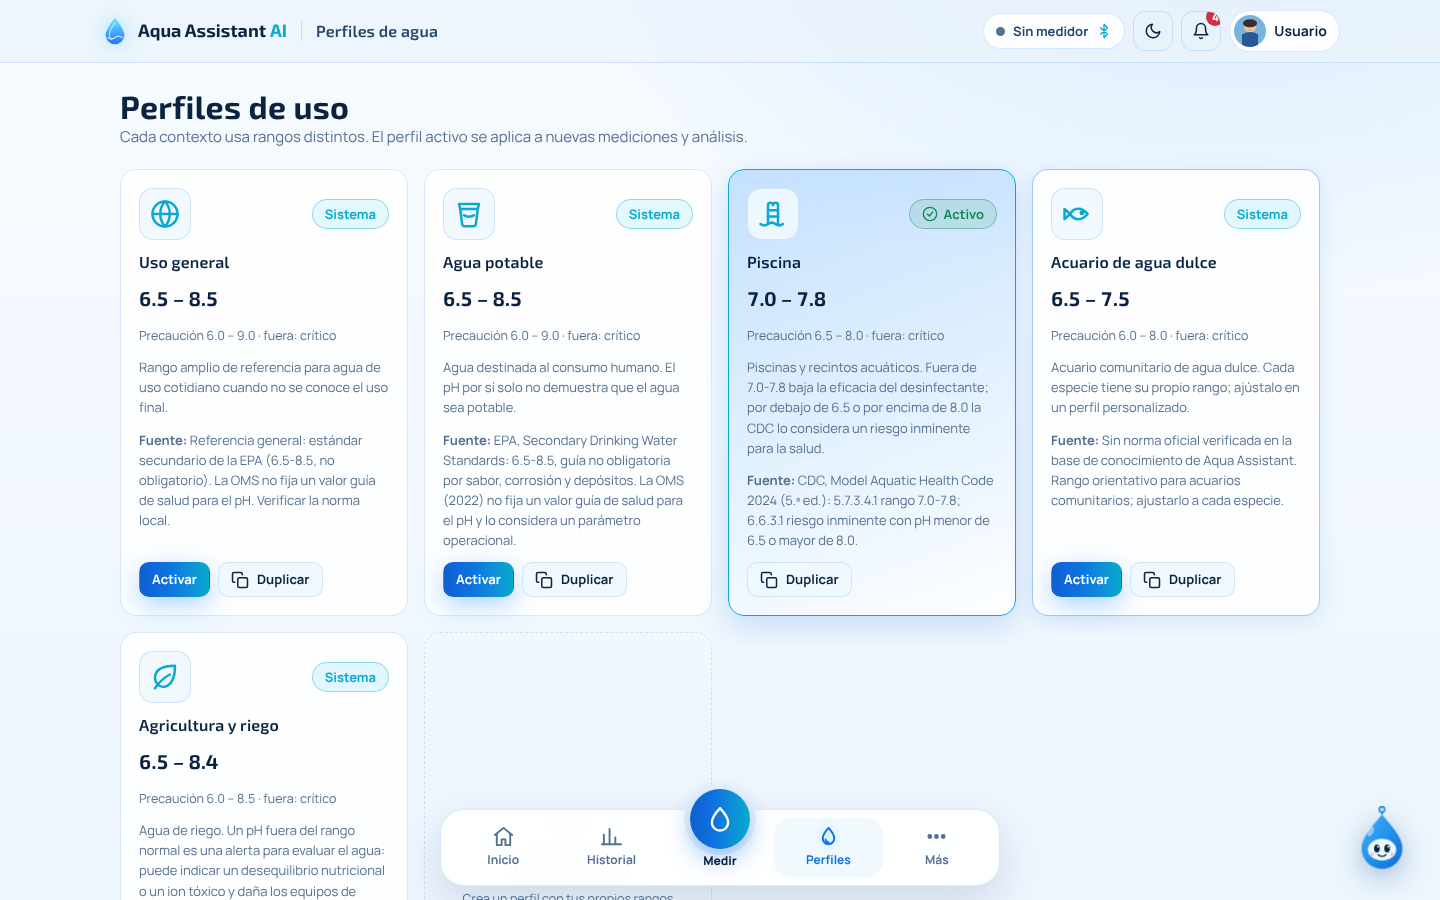 Aqua Assistant AI
Perfiles de agua
Sin medidor
4
Usuario
Perfiles de uso
Cada contexto usa rangos distintos. El perfil activo se aplica a nuevas mediciones y análisis.
Sistema
Uso general
6.5 – 8.5
Precaución 6.0 – 9.0 · fuera: crítico
Rango amplio de referencia para agua de
uso cotidiano cuando no se conoce el uso
final.
Fuente: Referencia general: estándar
secundario de la EPA (6.5-8.5, no
obligatorio). La OMS no fija un valor guía
de salud para el pH. Verificar la norma
local.
Activar
Duplicar
Sistema
Agua potable
6.5 – 8.5
Precaución 6.0 – 9.0 · fuera: crítico
Agua destinada al consumo humano. El
pH por sí solo no demuestra que el agua
sea potable.
Fuente: EPA, Secondary Drinking Water
Standards: 6.5-8.5, guía no obligatoria
por sabor, corrosión y depósitos. La OMS
(2022) no fija un valor guía de salud para
el pH y lo considera un parámetro
operacional.
Activar
Duplicar
Activo
Piscina
7.0 – 7.8
Precaución 6.5 – 8.0 · fuera: crítico
Piscinas y recintos acuáticos. Fuera de
7.0-7.8 baja la eficacia del desinfectante;
por debajo de 6.5 o por encima de 8.0 la
CDC lo considera un riesgo inminente
para la salud.
Fuente: CDC, Model Aquatic Health Code
2024 (5.ª ed.): 5.7.3.4.1 rango 7.0-7.8;
6.6.3.1 riesgo inminente con pH menor de
6.5 o mayor de 8.0.
Duplicar
Sistema
Acuario de agua dulce
6.5 – 7.5
Precaución 6.0 – 8.0 · fuera: crítico
Acuario comunitario de agua dulce. Cada
especie tiene su propio rango; ajústalo en
un perfil personalizado.
Fuente: Sin norma oficial verificada en la
base de conocimiento de Aqua Assistant.
Rango orientativo para acuarios
comunitarios; ajustarlo a cada especie.
Activar
Duplicar
Sistema
Agricultura y riego
6.5 – 8.4
Precaución 6.0 – 8.5 · fuera: crítico
Agua de riego. Un pH fuera del rango
normal es una alerta para evaluar el agua:
puede indicar un desequilibrio nutricional
o un ion tóxico y daña los equipos de
Crea un perfil con tus propios rangos
Inicio
Historial
Medir
Perfiles
Más